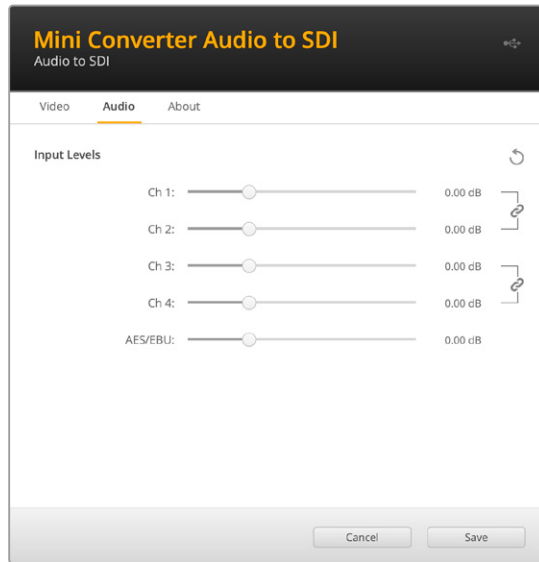 Mini Converter Audio to SDI
Audio to SDI
Video Audio About
Input Levels
Ch 1: 0.00 dB
Ch 2: 0.00 dB
Ch 3: 0.00 dB
Ch 4: 0.00 dB
AES/EBU: 0.00 dB
Cancel Save